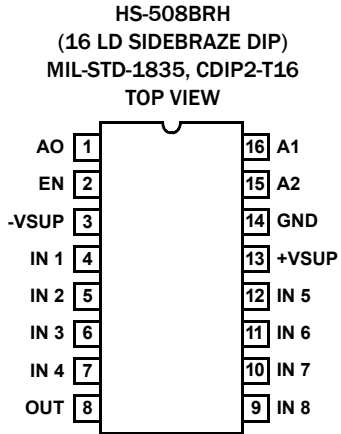 HS-508BRH
(16 LD SIDEBRAZE DIP)
MIL-STD-1835, CDIP2-T16
TOP VIEW
AO 1 16 A1
EN 2 15 A2
-VSUP 3 14 GND
IN 1 4 13 +VSUP
IN 2 5 12 IN 5
IN 3 6 11 IN 6
IN 4 7 10 IN 7
OUT 8 9 IN 8